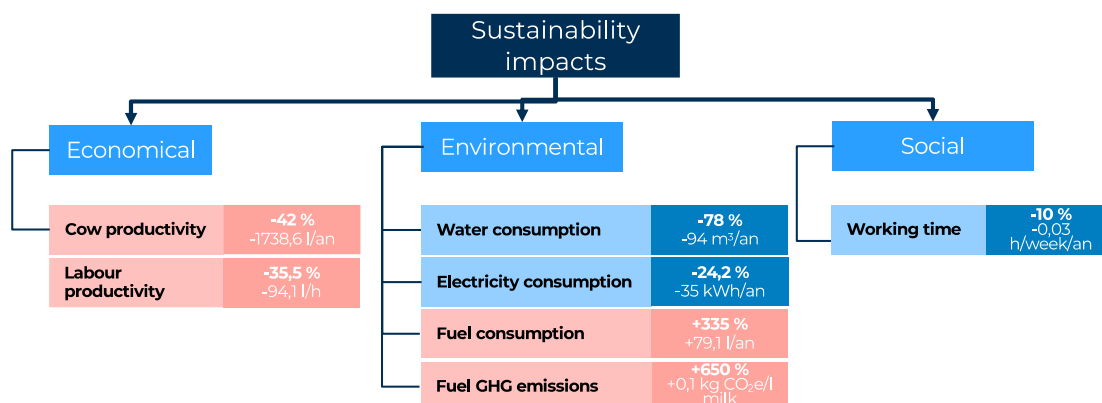 Sustainability
impacts
Economical
Environmental
Social
Cow productivity
-42 %
-1738,6 l/an
Labour
productivity
-35,5 %
-94,1 l/h
Water consumption
-78 %
-94 m³/an
Electricity consumption
-24,2 %
-35 kWh/an
Fuel consumption
+335 %
+79,1 l/an
Fuel GHG emissions
+650 %
+0,1 kg CO₂e/l
milk
Working time
-10 %
-0,03
h/week/an